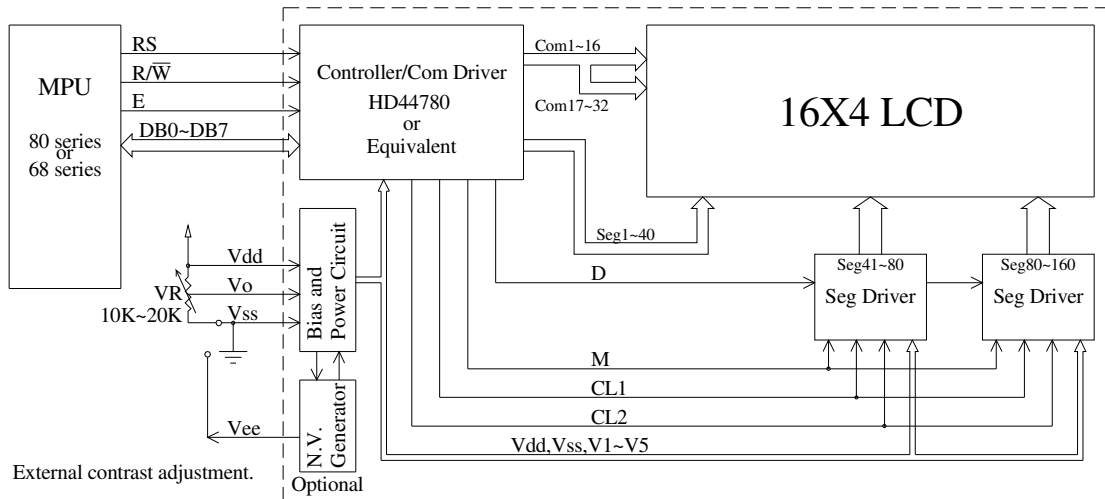 MPU
80 series
or
68 series
RS
R/W̅
E
DB0~DB7
Controller/Com Driver
HD44780
or
Equivalent
Com1~16
Com17~32
16X4 LCD
Seg1~40
D
Seg41~80
Seg Driver
Seg80~160
Seg Driver
Vdd
Vo
Vss
VR
10K~20K
Bias and
Power Circuit
M
CL1
CL2
Vdd,Vss,V1~V5
Vee
N.V.
Generator
External contrast adjustment.
Optional